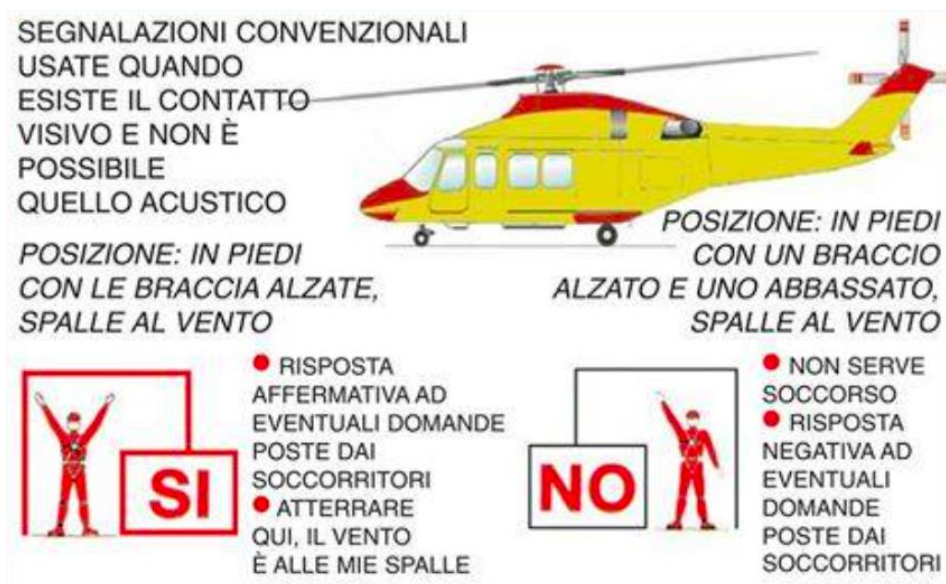 SEGNALAZIONI CONVENZIONALI
USATE QUANDO
ESISTE IL CONTATTO
VISIVO E NON È
POSSIBILE
QUELLO ACUSTICO
POSIZIONE: IN PIEDI
CON LE BRACCIA ALZATE,
SPALLE AL VENTO
POSIZIONE: IN PIEDI
CON UN BRACCIO
ALZATO E UNO ABBASSATO,
SPALLE AL VENTO
SI
● RISPOSTA
AFFERMATIVA AD
EVENTUALI DOMANDE
POSTE DAI
SOCCORRITORI
● ATTERRARE
QUI, IL VENTO
È ALLE MIE SPALLE
NO
● NON SERVE
SOCCORSO
● RISPOSTA
NEGATIVA AD
EVENTUALI
DOMANDE
POSTE DAI
SOCCORRITORI